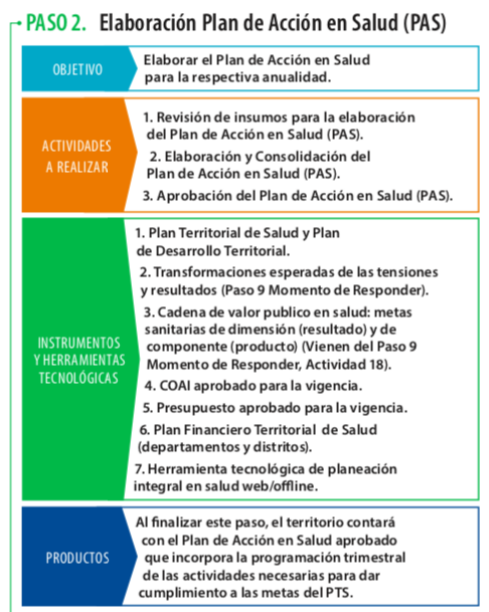 PASO 2. Elaboración Plan de Acción en Salud (PAS)
OBJETIVO
Elaborar el Plan de Acción en Salud
para la respectiva anualidad.
ACTIVIDADES
A REALIZAR
1. Revisión de insumos para la elaboración
del Plan de Acción en Salud (PAS).
2. Elaboración y Consolidación del
Plan de Acción en Salud (PAS).
3. Aprobación del Plan de Acción en Salud (PAS).
INSTRUMENTOS
Y HERRAMIENTAS
TECNOLÓGICAS
1. Plan Territorial de Salud y Plan
de Desarrollo Territorial.
2. Transformaciones esperadas de las tensiones
y resultados (Paso 9 Momento de Responder).
3. Cadena de valor publico en salud: metas
sanitarias de dimensión (resultado) y de
componente (producto) (Vienen del Paso 9
Momento de Responder, Actividad 18).
4. COAI aprobado para la vigencia.
5. Presupuesto aprobado para la vigencia.
6. Plan Financiero Territorial de Salud
(departamentos y distritos).
7. Herramienta tecnológica de planeación
integral en salud web/offline.
PRODUCTOS
Al finalizar este paso, el territorio contará
con el Plan de Acción en Salud aprobado
que incorpora la programación trimestral
de las actividades necesarias para dar
cumplimiento a las metas del PTS.